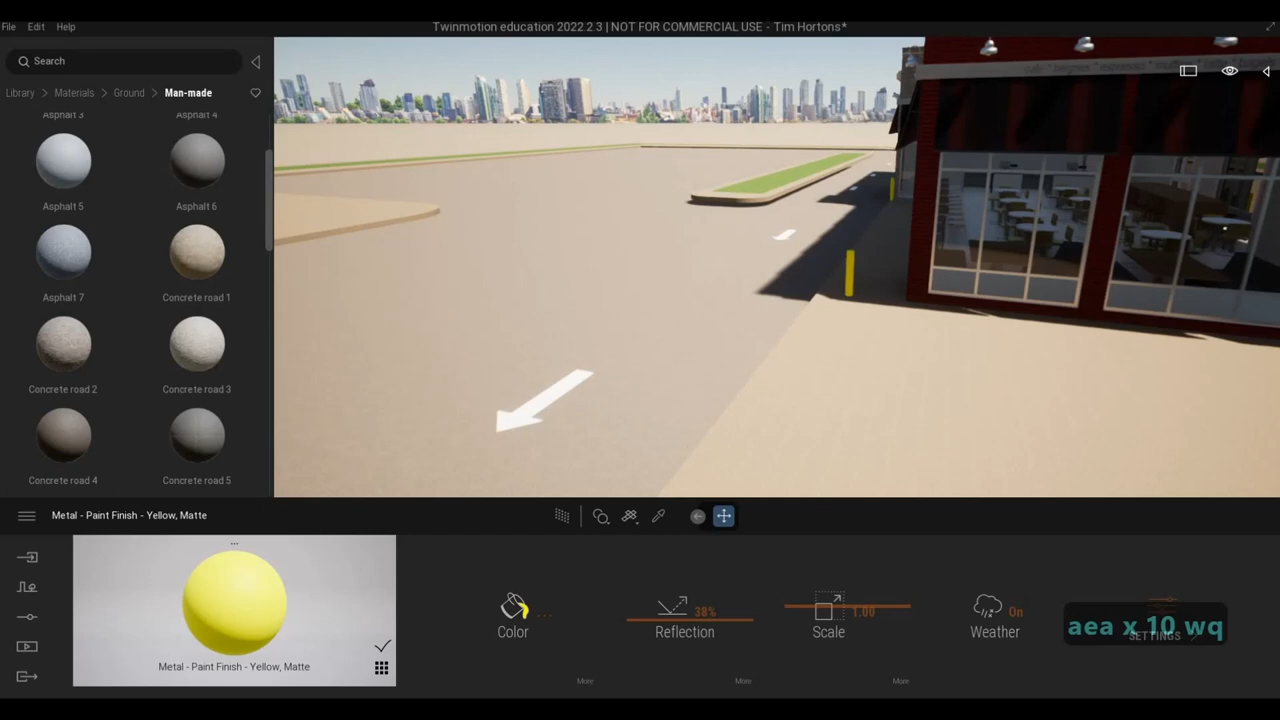 Twinmotion education 2022.2.3 | NOT FOR COMMERCIAL USE - Tim Hortons*
File Edit Help
Search
Library Materials Ground Man-made
Asphalt 3 Asphalt 4
Asphalt 5 Asphalt 6
Asphalt 7 Concrete road 1
Concrete road 2 Concrete road 3
Concrete road 4 Concrete road 5
Metal - Paint Finish - Yellow, Matte
...
Metal - Paint Finish - Yellow, Matte
Color ...
Reflection 38%
Scale 1.00
Weather On
SETTINGS
aea x 10 wq
More More More